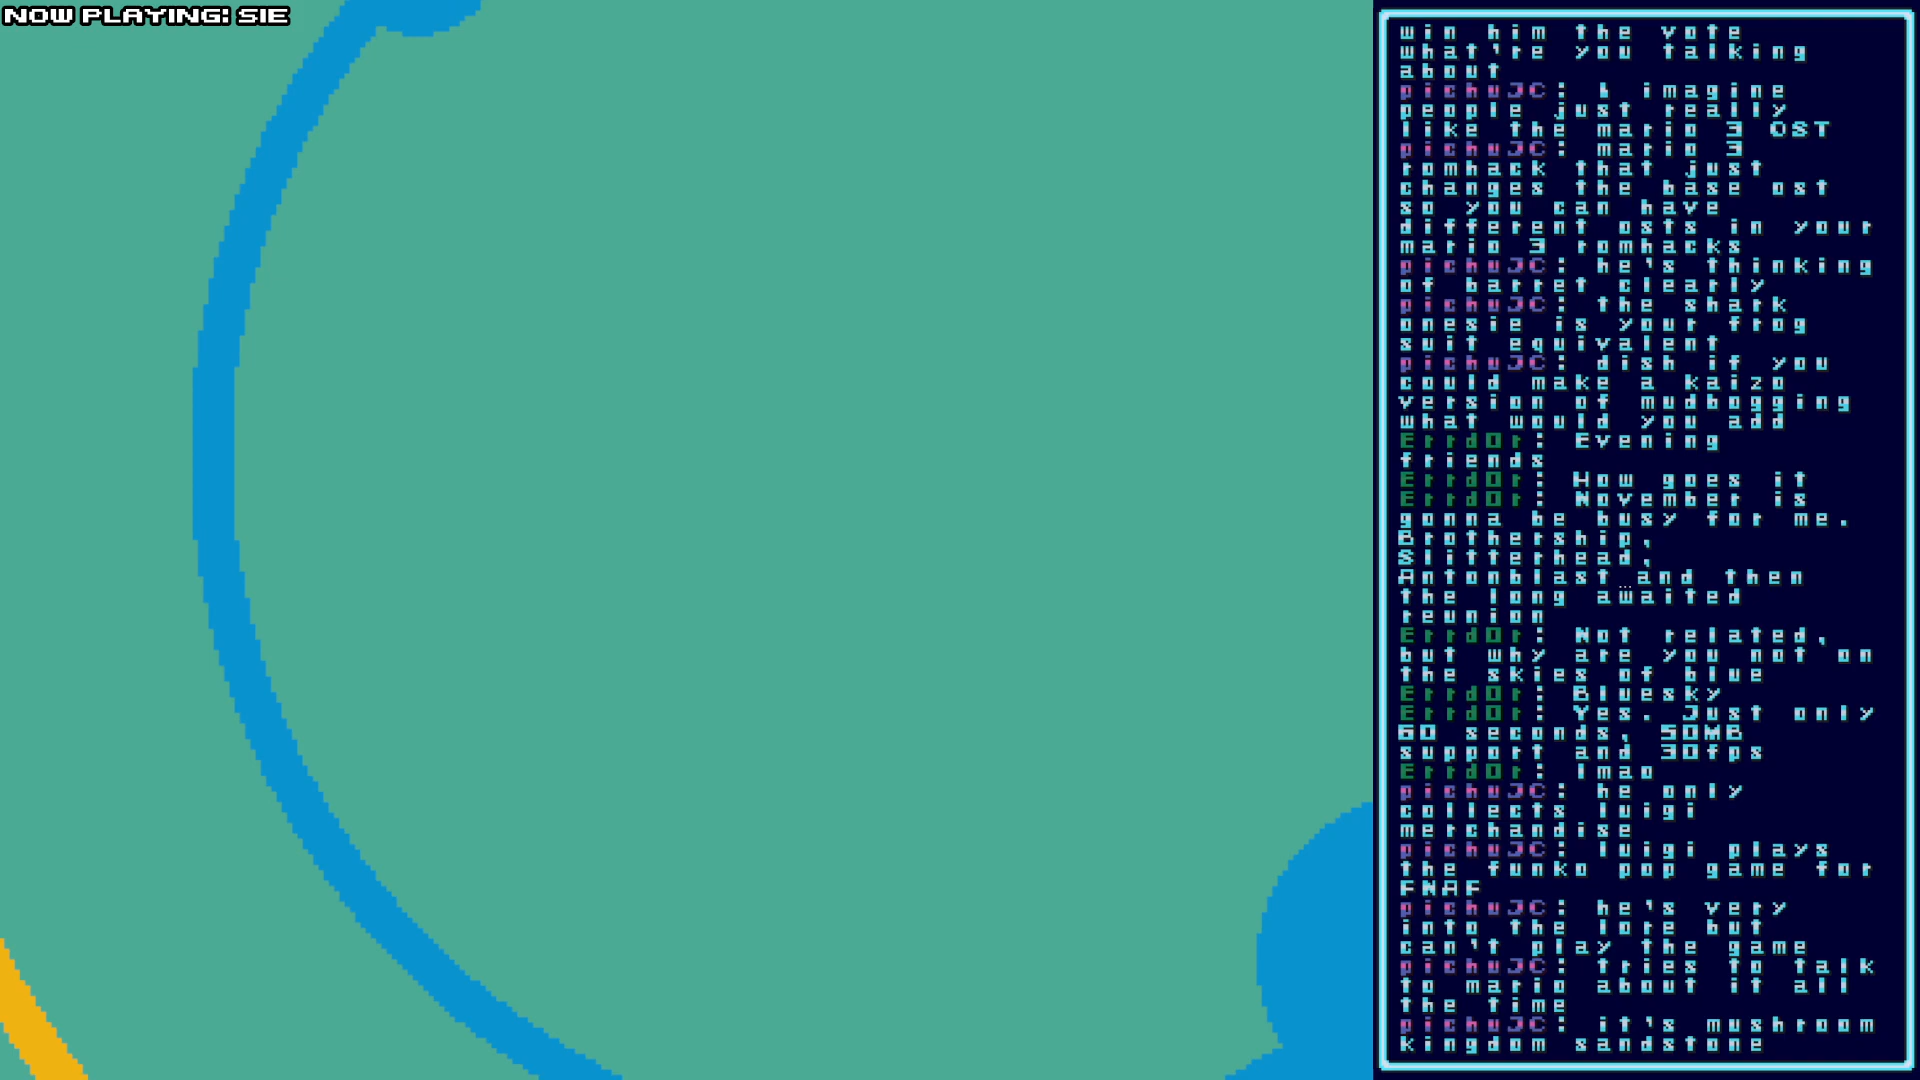 NOW PLAYING: SIE
win him the vote
what're you talking
about
pichuJC: i imagine
people just really
like the mario 3 OST
pichuJC: mario 3
romhack that just
changes the base ost
so you can have
different osts in your
mario 3 romhacks
pichuJC: he's thinking
of barret clearly
pichuJC: the shark
onesie is your frog
suit equivalent
pichuJC: dish if you
could make a kaizo
version of mudbogging
what would you add
Errd0r: Evening
friends
Errd0r: How goes it
Errd0r: November is
gonna be busy for me.
Brothership,
Slitterhead,
Antonblast and then
the long awaited
reunion
Errd0r: Not related,
but why are you not on
the skies of blue
Errd0r: Bluesky
Errd0r: Yes. Just only
60 seconds, 50MB
support and 30fps
Errd0r: lmao
pichuJC: he only
collects luigi
merchandise
pichuJC: luigi plays
the funko pop game for
FNAF
pichuJC: he's very
into the lore but
can't play the game
pichuJC: tries to talk
to mario about it all
the time
pichuJC: it's mushroom
kingdom sandstone